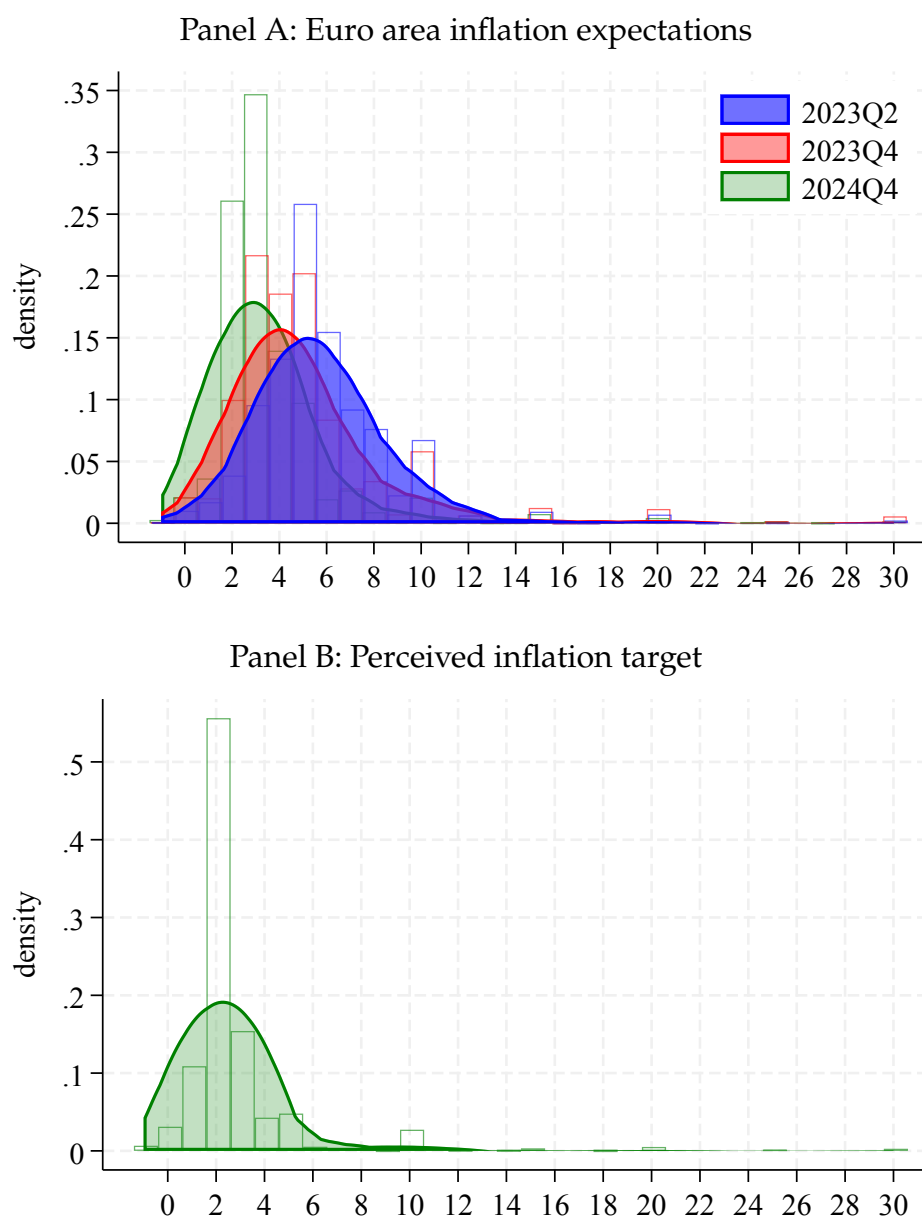 Panel A: Euro area inflation expectations
.35
.3
.25
.2
.15
.1
.05
0
density
2023Q2
2023Q4
2024Q4
0 2 4 6 8 10 12 14 16 18 20 22 24 26 28 30
Panel B: Perceived inflation target
.5
.4
.3
.2
.1
0
density
0 2 4 6 8 10 12 14 16 18 20 22 24 26 28 30